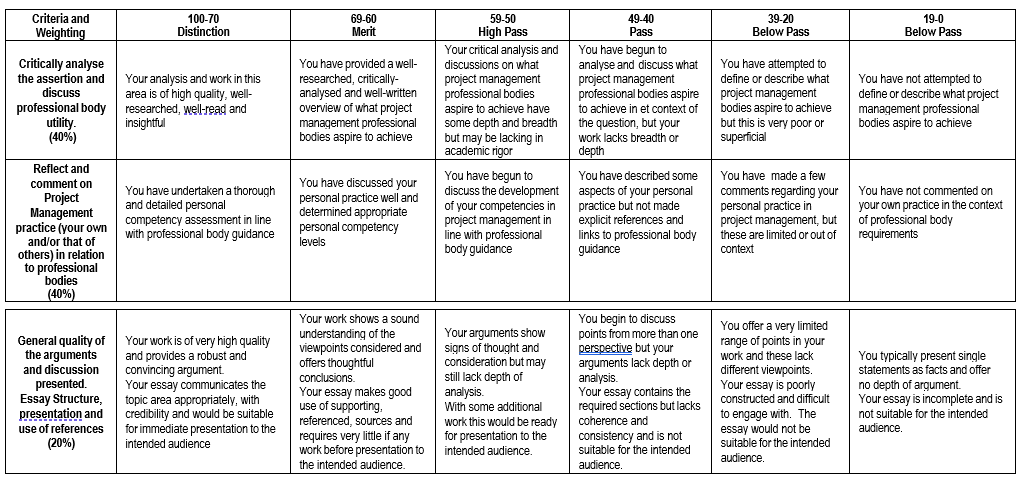 Criteria and
Weighting
100-70
Distinction
69-60
Merit
59-50
High Pass
49-40
Pass
39-20
Below Pass
19-0
Below Pass
Critically analyse
the assertion and
discuss
professional body
utility.
(40%)
Your analysis and work in this
area is of high quality, well-
researched, well-read and
insightful
You have provided a well-
researched, critically-
analysed and well-written
overview of what project
management professional
bodies aspire to achieve
Your critical analysis and
discussions on what
project management
professional bodies
aspire to achieve have
some depth and breadth
but may be lacking in
academic rigor
You have begun to
analyse and discuss what
project management
professional bodies aspire
to achieve in et context of
the question, but your
work lacks breadth or
depth
You have attempted to
define or describe what
project management
bodies aspire to achieve
but this is very poor or
superficial
You have not attempted to
define or describe what project
management professional
bodies aspire to achieve
Reflect and
comment on
Project
Management
practice (your own
and/or that of
others) in relation
to professional
bodies
(40%)
You have undertaken a thorough
and detailed personal
competency assessment in line
with professional body guidance
You have discussed your
personal practice well and
determined appropriate
personal competency
levels
You have begun to
discuss the development
of your competencies in
project management in
line with professional
body guidance
You have described some
aspects of your personal
practice but not made
explicit references and
links to professional body
guidance
You have made a few
comments regarding your
personal practice in
project management, but
these are limited or out of
context
You have not commented on
your own practice in the context
of professional body
requirements
General quality of
the arguments
and discussion
presented.
Essay Structure,
presentation and
use of references
(20%)
Your work is of very high quality
and provides a robust and
convincing argument.
Your essay communicates the
topic area appropriately, with
credibility and would be suitable
for immediate presentation to the
intended audience
Your work shows a sound
understanding of the
viewpoints considered and
offers thoughtful
conclusions.
Your essay makes good
use of supporting,
referenced, sources and
requires very little if any
work before presentation to
the intended audience.
Your arguments show
signs of thought and
consideration but may
still lack depth of
analysis.
With some additional
work this would be ready
for presentation to the
intended audience.
You begin to discuss
points from more than one
perspective but your
arguments lack depth or
analysis.
Your essay contains the
required sections but lacks
coherence and
consistency and is not
suitable for the intended
audience.
You offer a very limited
range of points in your
work and these lack
different viewpoints.
Your essay is poorly
constructed and difficult
to engage with. The
essay would not be
suitable for the intended
audience.
You typically present single
statements as facts and offer
no depth of argument.
Your essay is incomplete and is
not suitable for the intended
audience.